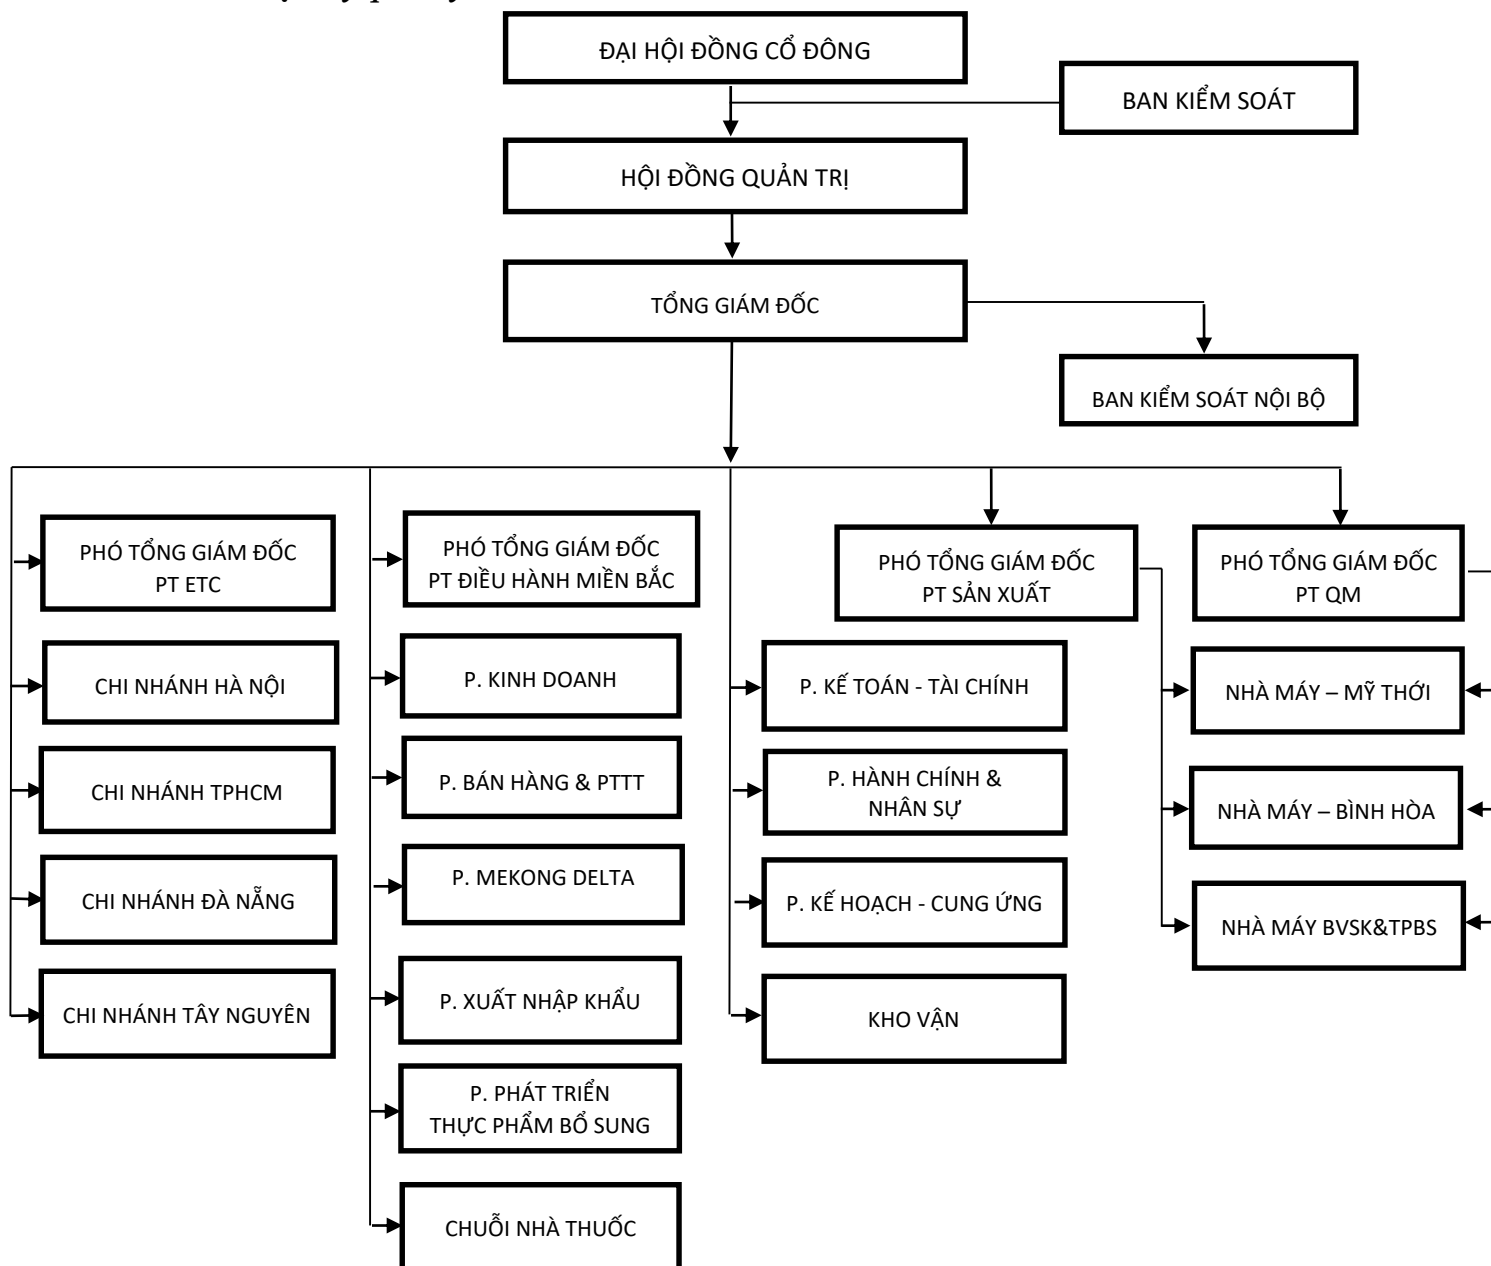 ĐẠI HỘI ĐỒNG CỔ ĐÔNG
BAN KIỂM SOÁT
HỘI ĐỒNG QUẢN TRỊ
TỔNG GIÁM ĐỐC
BAN KIỂM SOÁT NỘI BỘ
PHÓ TỔNG GIÁM ĐỐC
PT ETC
CHI NHÁNH HÀ NỘI
CHI NHÁNH TPHCM
CHI NHÁNH ĐÀ NẴNG
CHI NHÁNH TÂY NGUYÊN
PHÓ TỔNG GIÁM ĐỐC
PT ĐIỀU HÀNH MIỀN BẮC
P. KINH DOANH
P. BÁN HÀNG & PTTT
P. MEKONG DELTA
P. XUẤT NHẬP KHẨU
P. PHÁT TRIỂN
THỰC PHẨM BỔ SUNG
CHUỖI NHÀ THUỐC
P. KẾ TOÁN - TÀI CHÍNH
P. HÀNH CHÍNH &
NHÂN SỰ
P. KẾ HOẠCH - CUNG ỨNG
KHO VẬN
PHÓ TỔNG GIÁM ĐỐC
PT SẢN XUẤT
PHÓ TỔNG GIÁM ĐỐC
PT QM
NHÀ MÁY – MỸ THỚI
NHÀ MÁY – BÌNH HÒA
NHÀ MÁY BVSK&TPBS